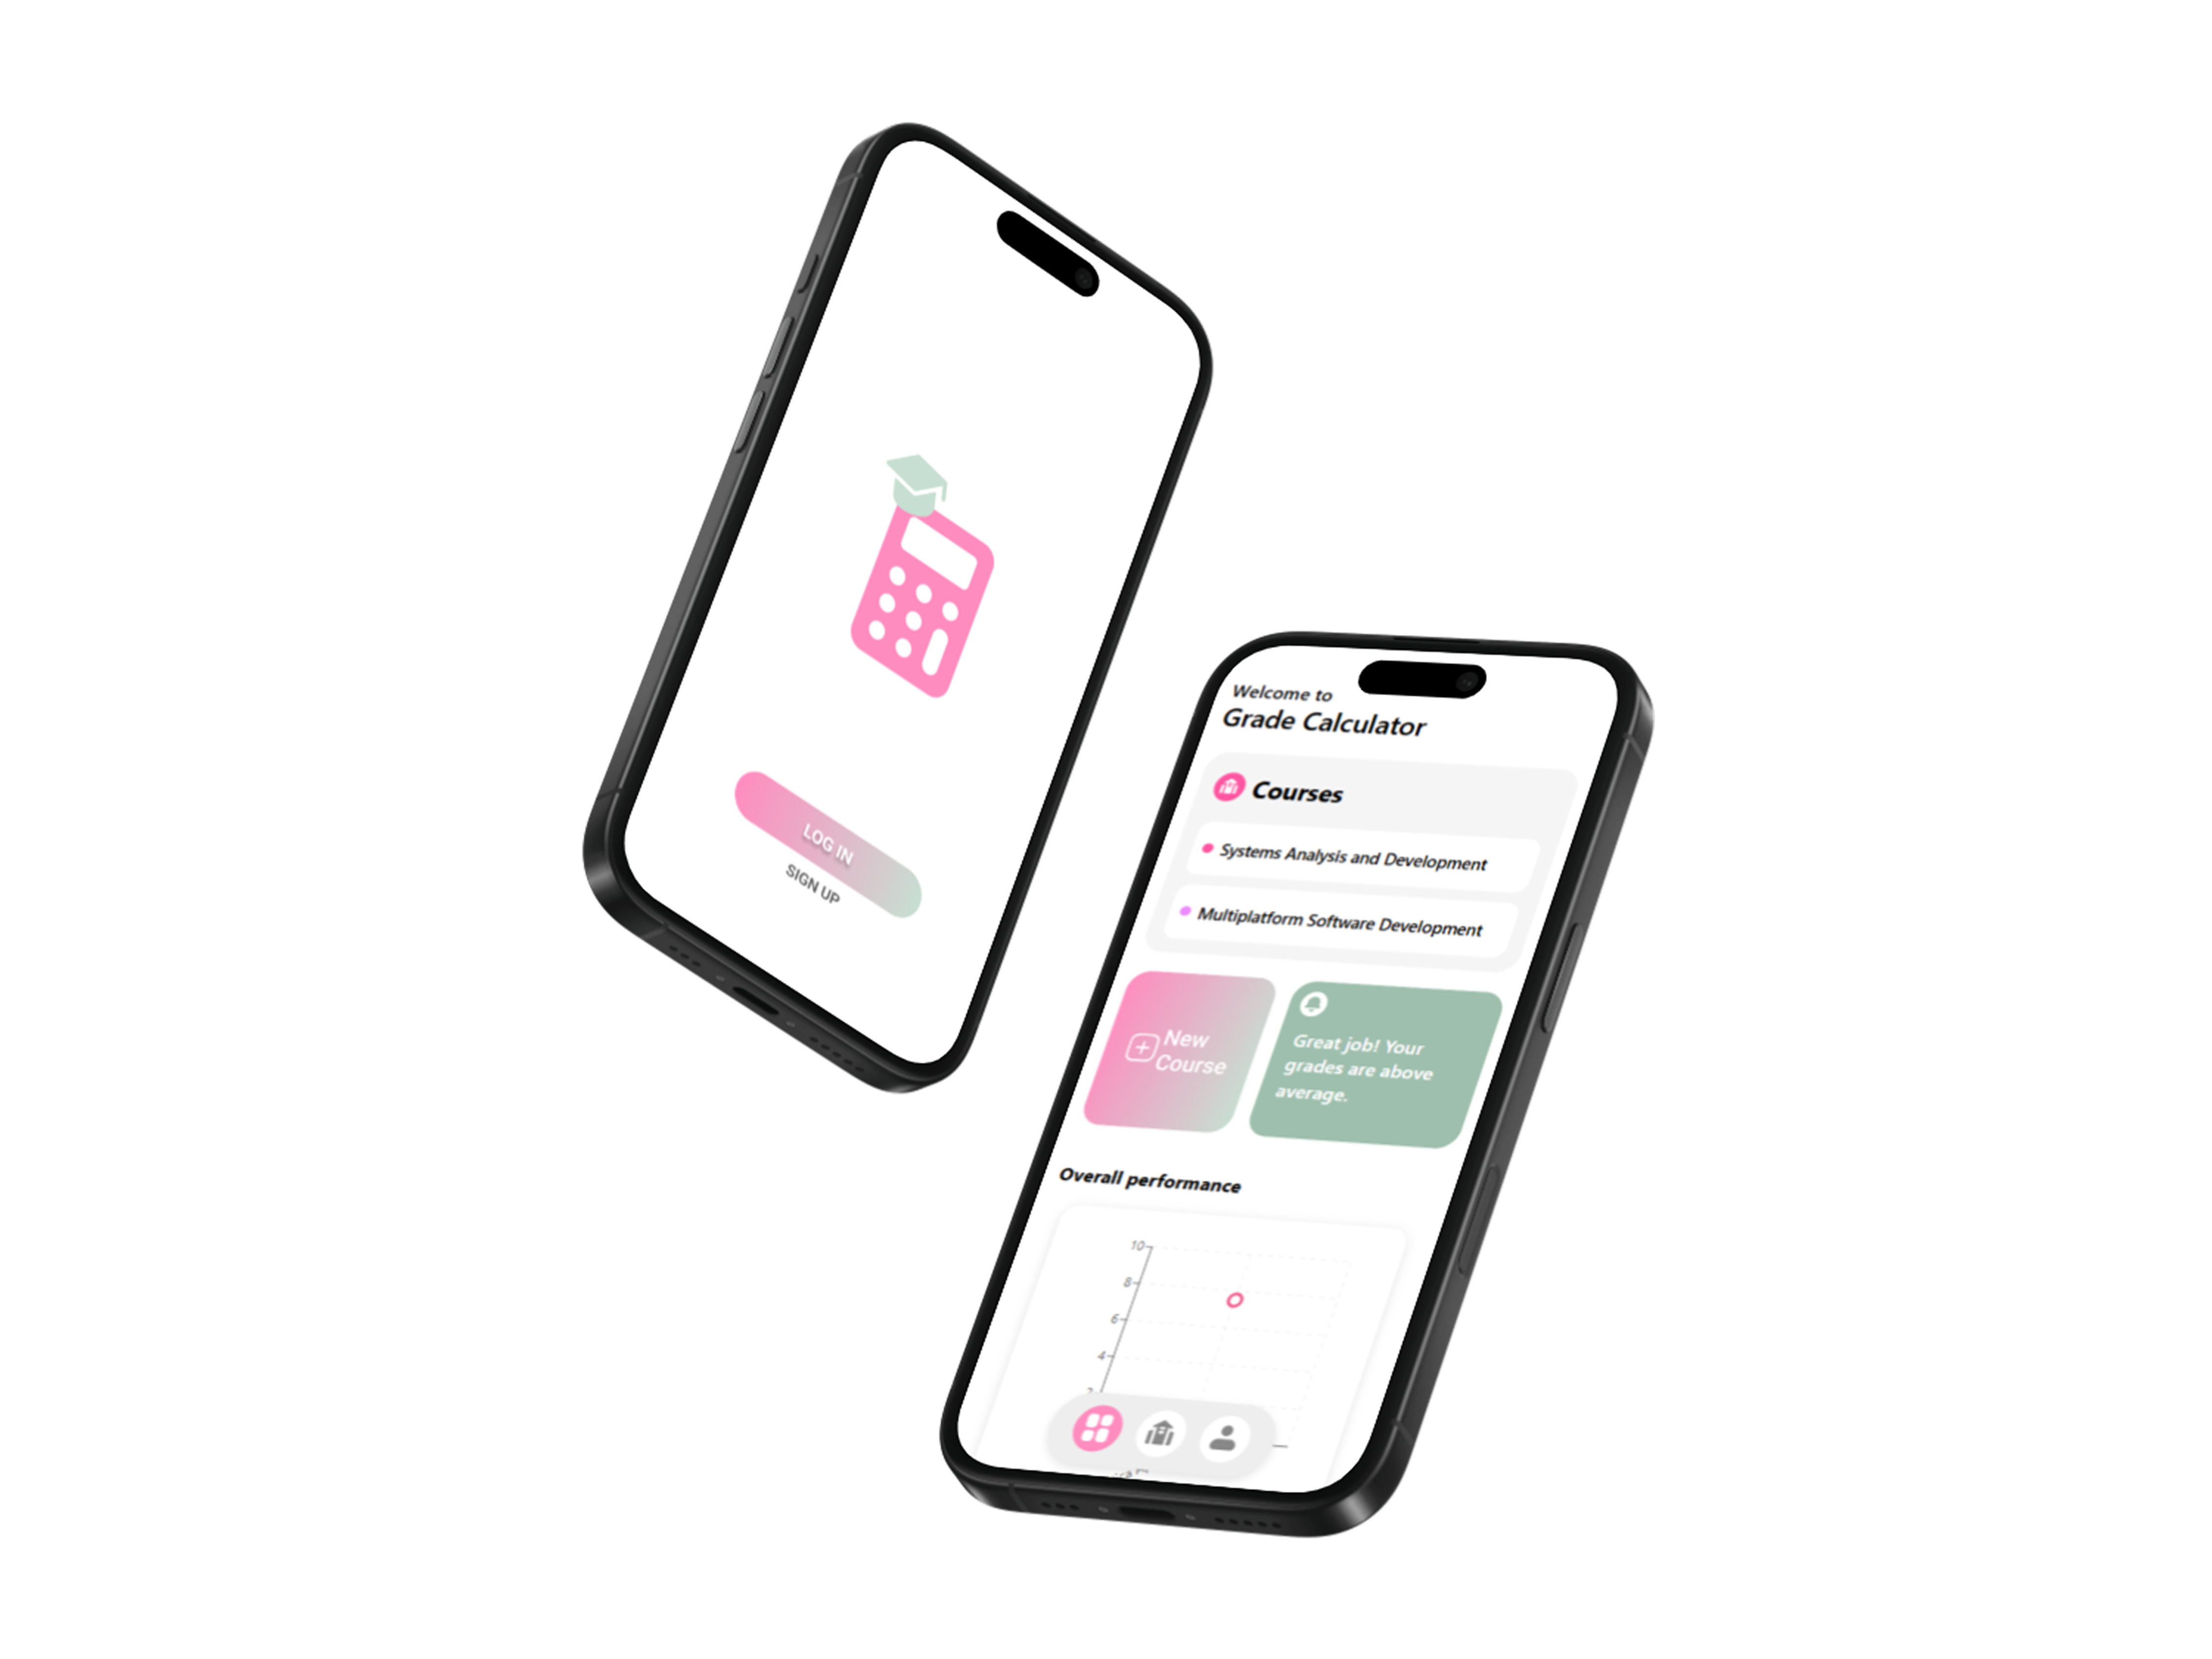 LOG IN
SIGN UP
Welcome to
Grade Calculator
Courses
Systems Analysis and Development
Multiplatform Software Development
New
Course
Great job! Your
grades are above
average.
Overall performance
10
8
6
4